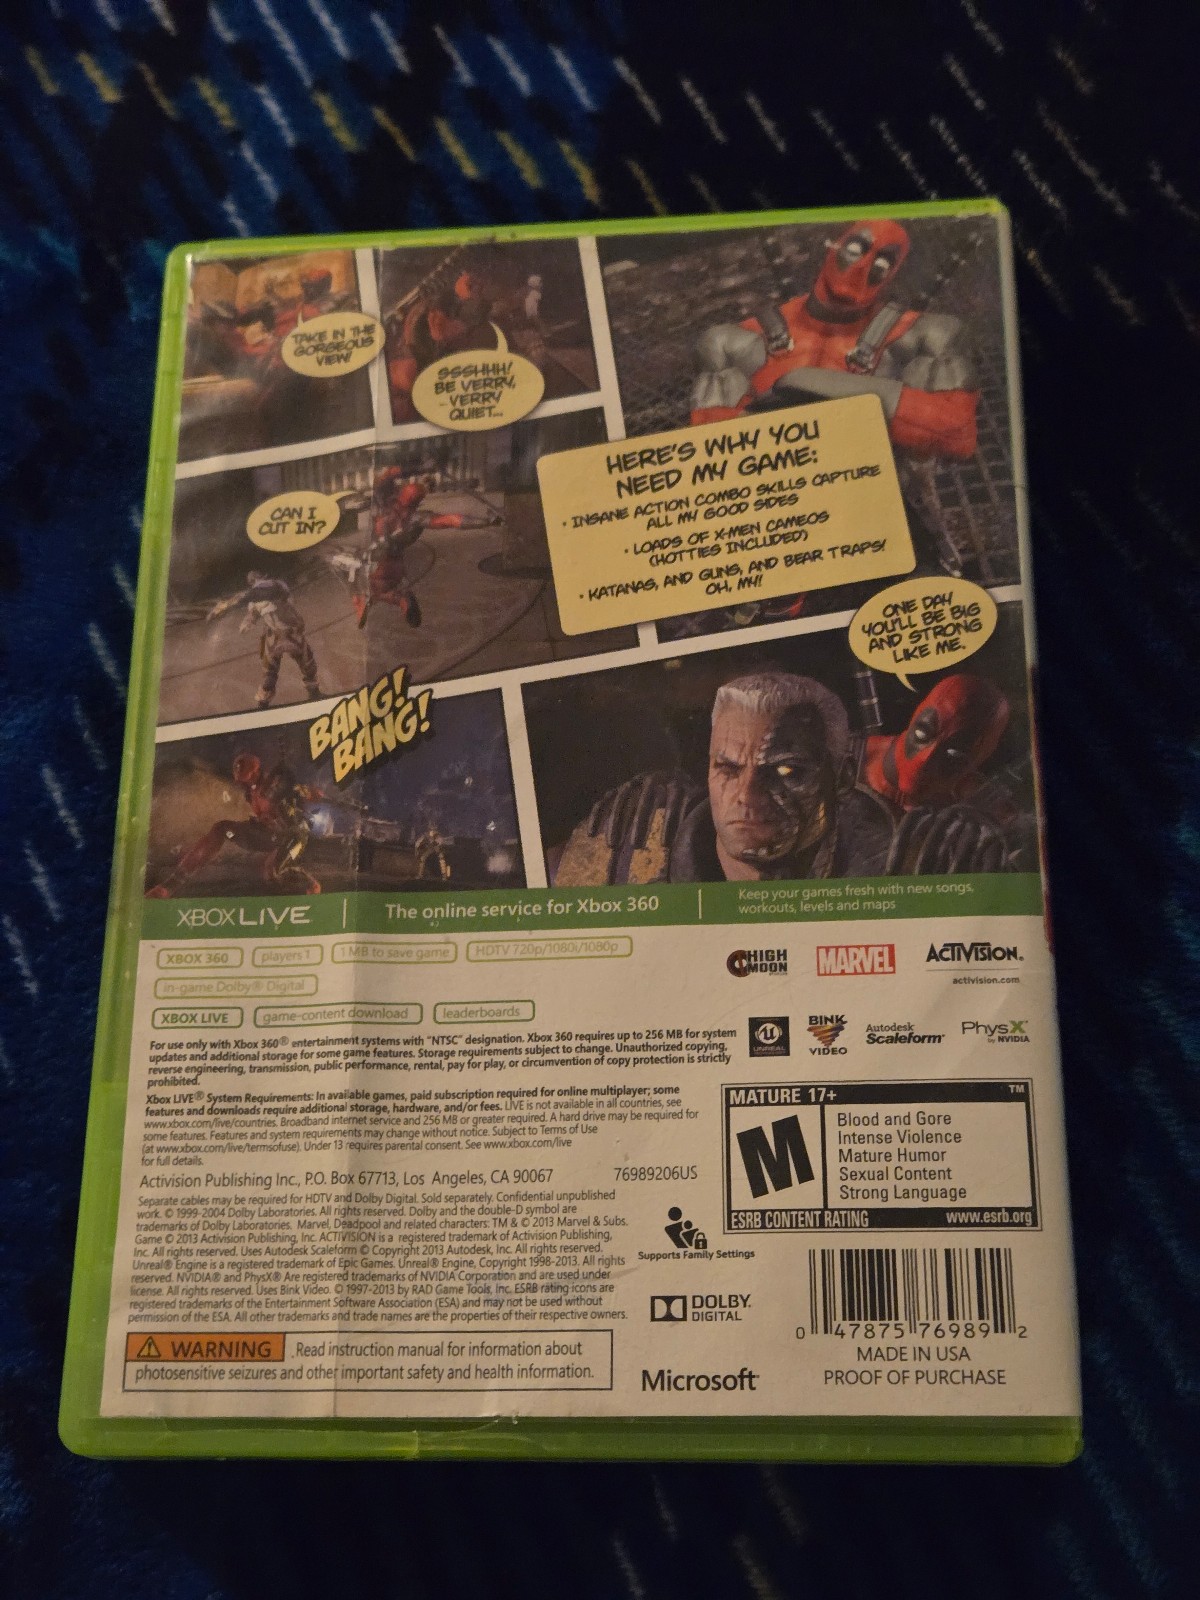 TAKE IN THE
GORGEOUS
VIEW!
SSSHHH!
BE VERRY,
VERRY
QUIET...
CAN I
CUT IN?
HERE'S WHY YOU
NEED MY GAME:
• INSANE ACTION COMBO SKILLS CAPTURE
ALL MY GOOD SIDES
• LOADS OF X-MEN CAMEOS
(HOTTIES INCLUDED)
• KATANAS, AND GUNS, AND BEAR TRAPS!
OH, MY!
ONE DAY
YOU'LL BE BIG
AND STRONG
LIKE ME.
BANG!
BANG!
XBOX LIVE
The online service for Xbox 360
Keep your games fresh with new songs,
workouts, levels and maps
XBOX 360 players 1 1 MB to save game HDTV 720p/1080i/1080p
in-game Dolby® Digital
XBOX LIVE game-content download leaderboards
HIGH
MOON
MARVEL
ACTIVISION.
activision.com
For use only with Xbox 360® entertainment systems with "NTSC" designation. Xbox 360 requires up to 256 MB for system
updates and additional storage for some game features. Storage requirements subject to change. Unauthorized copying,
reverse engineering, transmission, public performance, rental, pay for play, or circumvention of copy protection is strictly
prohibited.
UNREAL
BINK
VIDEO
Autodesk
Scaleform®
PhysX
by NVIDIA
Xbox LIVE® System Requirements: In available games, paid subscription required for online multiplayer; some
features and downloads require additional storage, hardware, and/or fees. LIVE is not available in all countries, see
www.xbox.com/live/countries. Broadband internet service and 256 MB or greater required. A hard drive may be required for
some features. Features and system requirements may change without notice. Subject to Terms of Use
(at www.xbox.com/live/termsofuse). Under 13 requires parental consent. See www.xbox.com/live
for full details.
Activision Publishing Inc., P.O. Box 67713, Los Angeles, CA 90067 76989206US
Separate cables may be required for HDTV and Dolby Digital. Sold separately. Confidential unpublished
work. © 1999-2004 Dolby Laboratories. All rights reserved. Dolby and the double-D symbol are
trademarks of Dolby Laboratories. Marvel, Deadpool and related characters: TM & © 2013 Marvel & Subs.
Game © 2013 Activision Publishing, Inc. ACTIVISION is a registered trademark of Activision Publishing,
Inc. All rights reserved. Uses Autodesk Scaleform © Copyright 2013 Autodesk, Inc. All rights reserved.
Unreal® Engine is a registered trademark of Epic Games. Unreal® Engine, Copyright 1998-2013. All rights
reserved. NVIDIA® and PhysX® Are registered trademarks of NVIDIA Corporation and are used under
license. All rights reserved. Uses Bink Video. © 1997-2013 by RAD Game Tools, Inc. ESRB rating icons are
registered trademarks of the Entertainment Software Association (ESA) and may not be used without
permission of the ESA. All other trademarks and trade names are the properties of their respective owners.
WARNING Read instruction manual for information about
photosensitive seizures and other important safety and health information.
MATURE 17+ TM
M
Blood and Gore
Intense Violence
Mature Humor
Sexual Content
Strong Language
ESRB CONTENT RATING www.esrb.org
Supports Family Settings
DOLBY
DIGITAL
Microsoft
0 47875 76989 2
MADE IN USA
PROOF OF PURCHASE